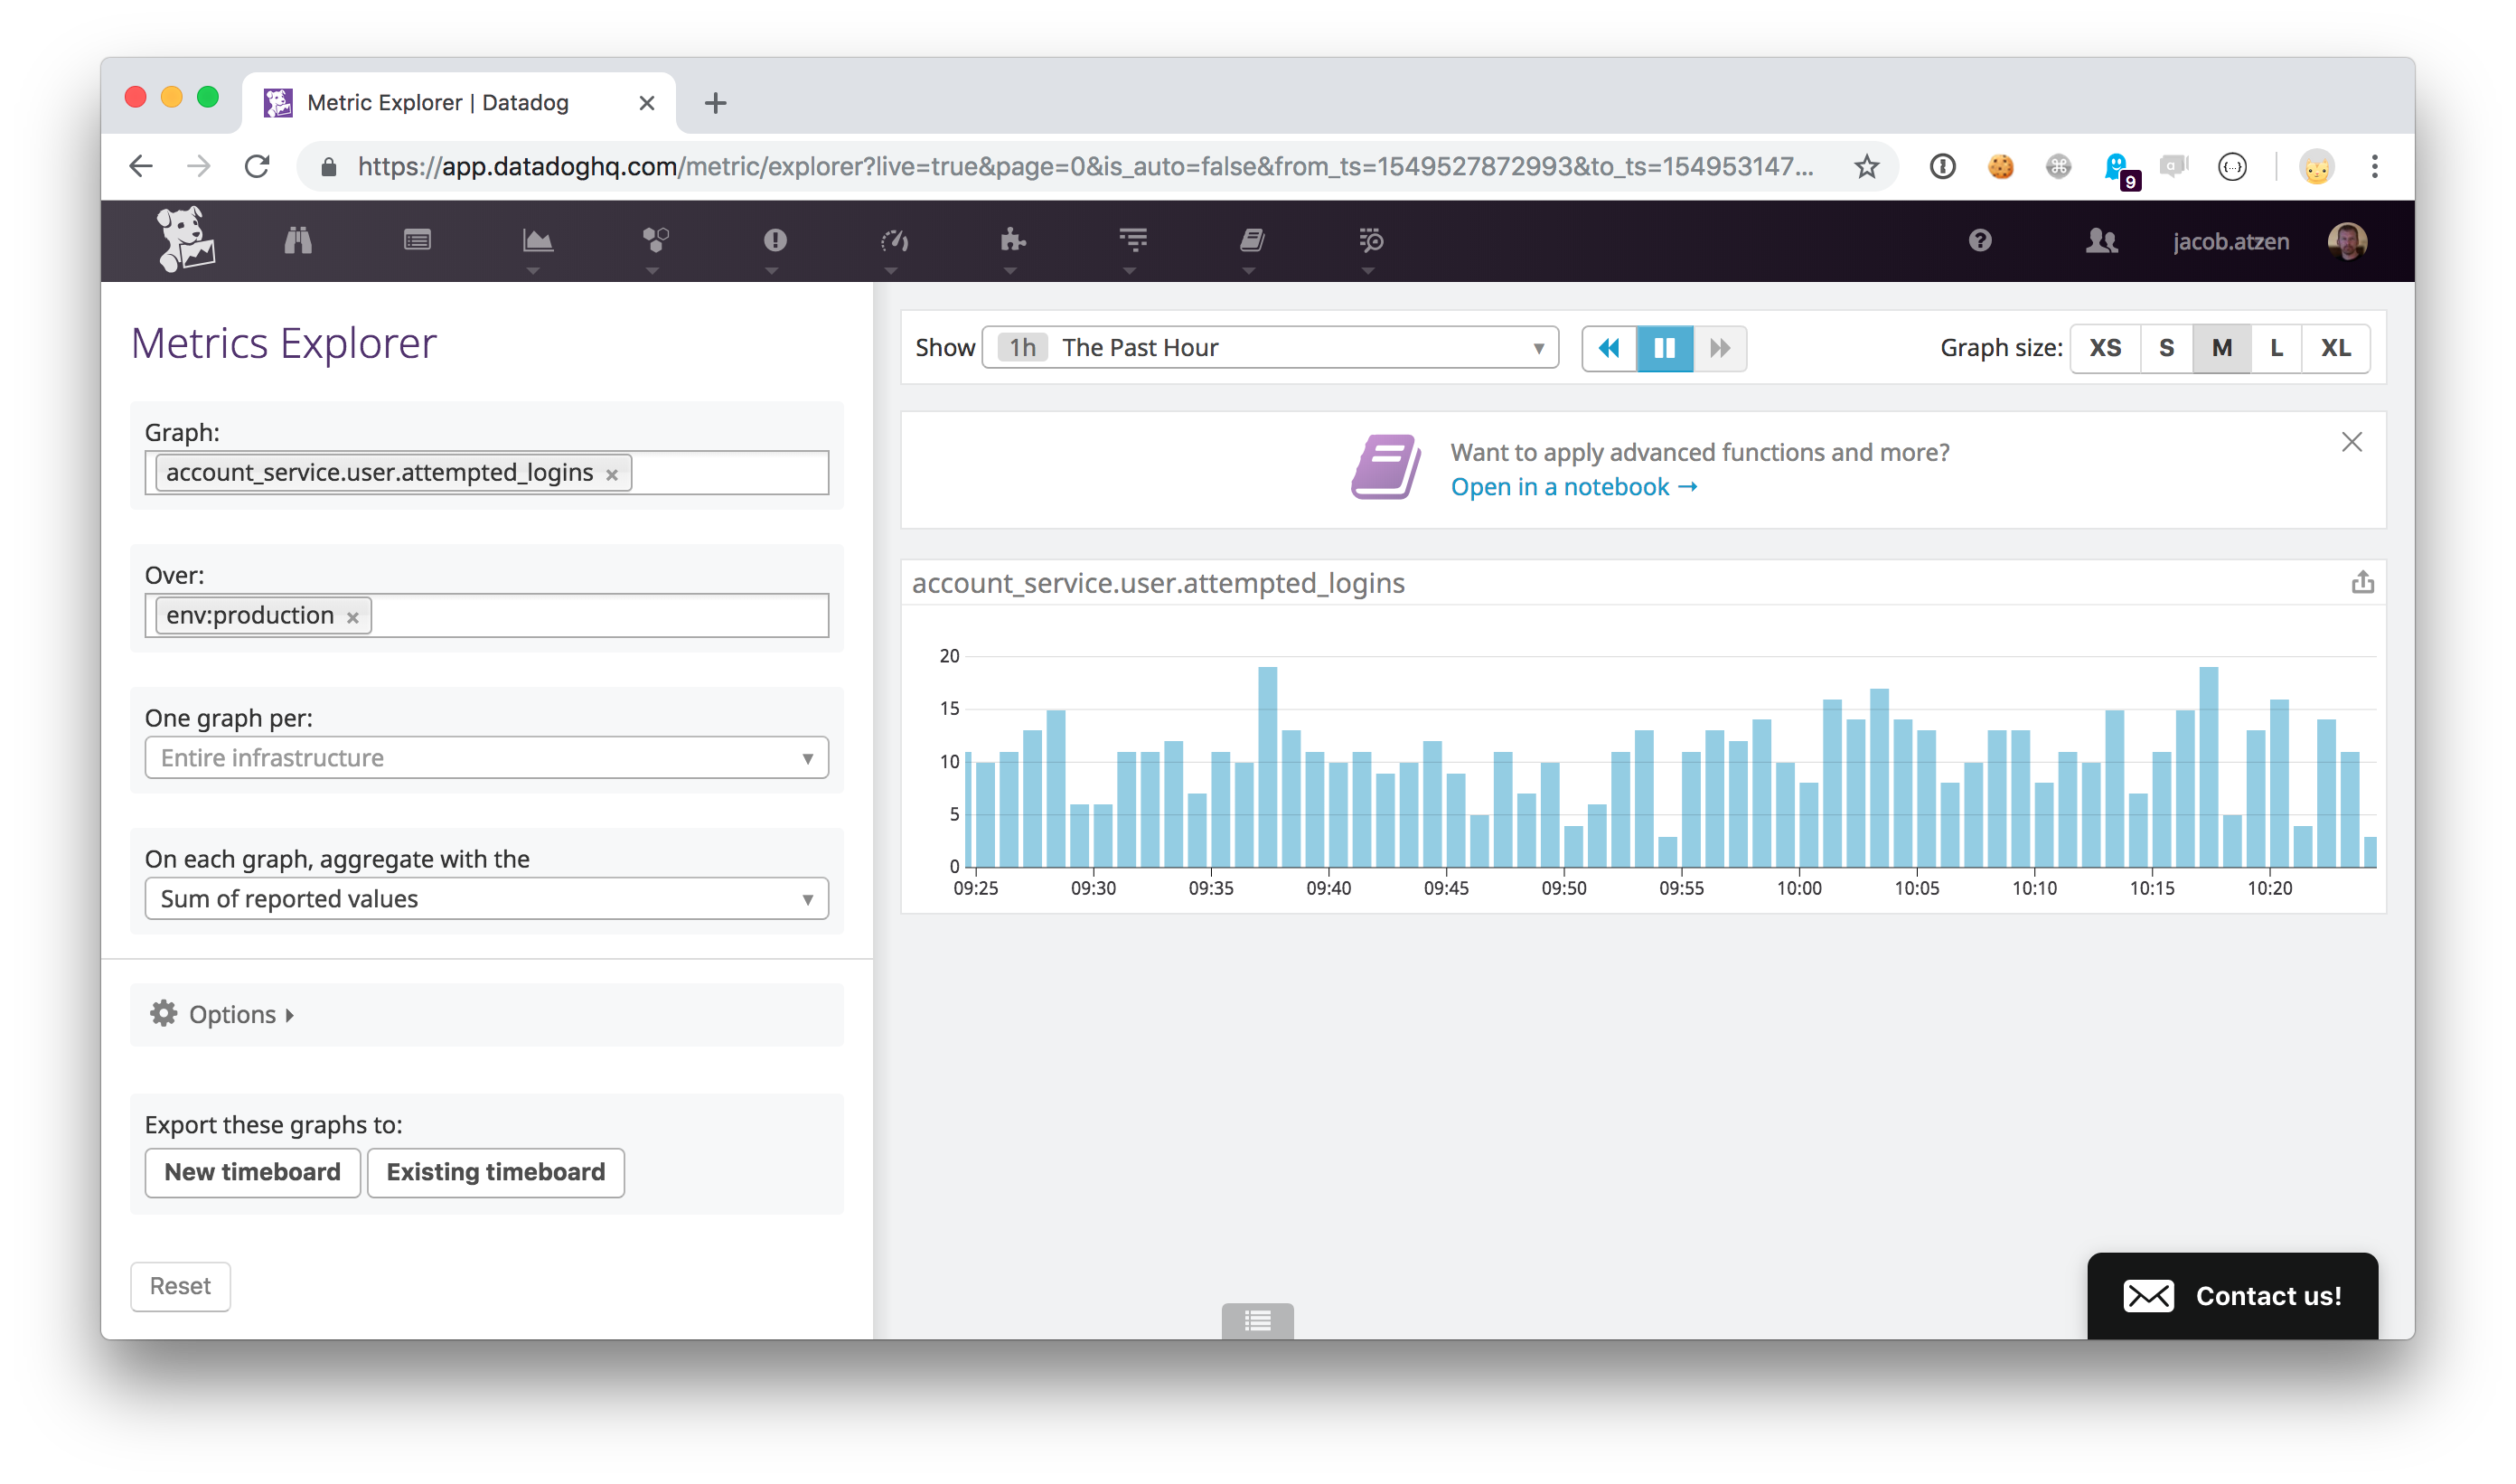 Metric Explorer | Datadog
https://app.datadoghq.com/metric/explorer?live=true&page=0&is_auto=false&from_ts=1549527872993&to_ts=154953147...
9
jacob.atzen
Metrics Explorer
Graph:
account_service.user.attempted_logins ×
Over:
env:production ×
One graph per:
Entire infrastructure
On each graph, aggregate with the
Sum of reported values
Options
Export these graphs to:
New timeboard Existing timeboard
Reset
Show 1h The Past Hour
Graph size: XS S M L XL
Want to apply advanced functions and more?
Open in a notebook →
account_service.user.attempted_logins
20
15
10
5
0
09:25 09:30 09:35 09:40 09:45 09:50 09:55 10:00 10:05 10:10 10:15 10:20
Contact us!